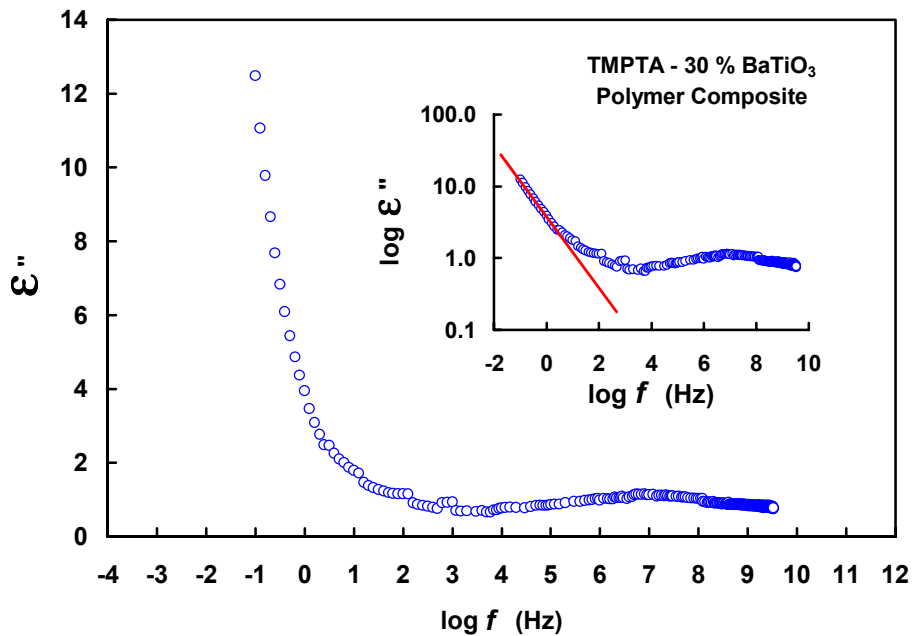 14
12
10
8
6
4
2
0
ε"
-4 -3 -2 -1 0 1 2 3 4 5 6 7 8 9 10 11 12
log f (Hz)
TMPTA - 30 % BaTiO₃
Polymer Composite
100.0
10.0
1.0
0.1
log ε"
-2 0 2 4 6 8 10
log f (Hz)